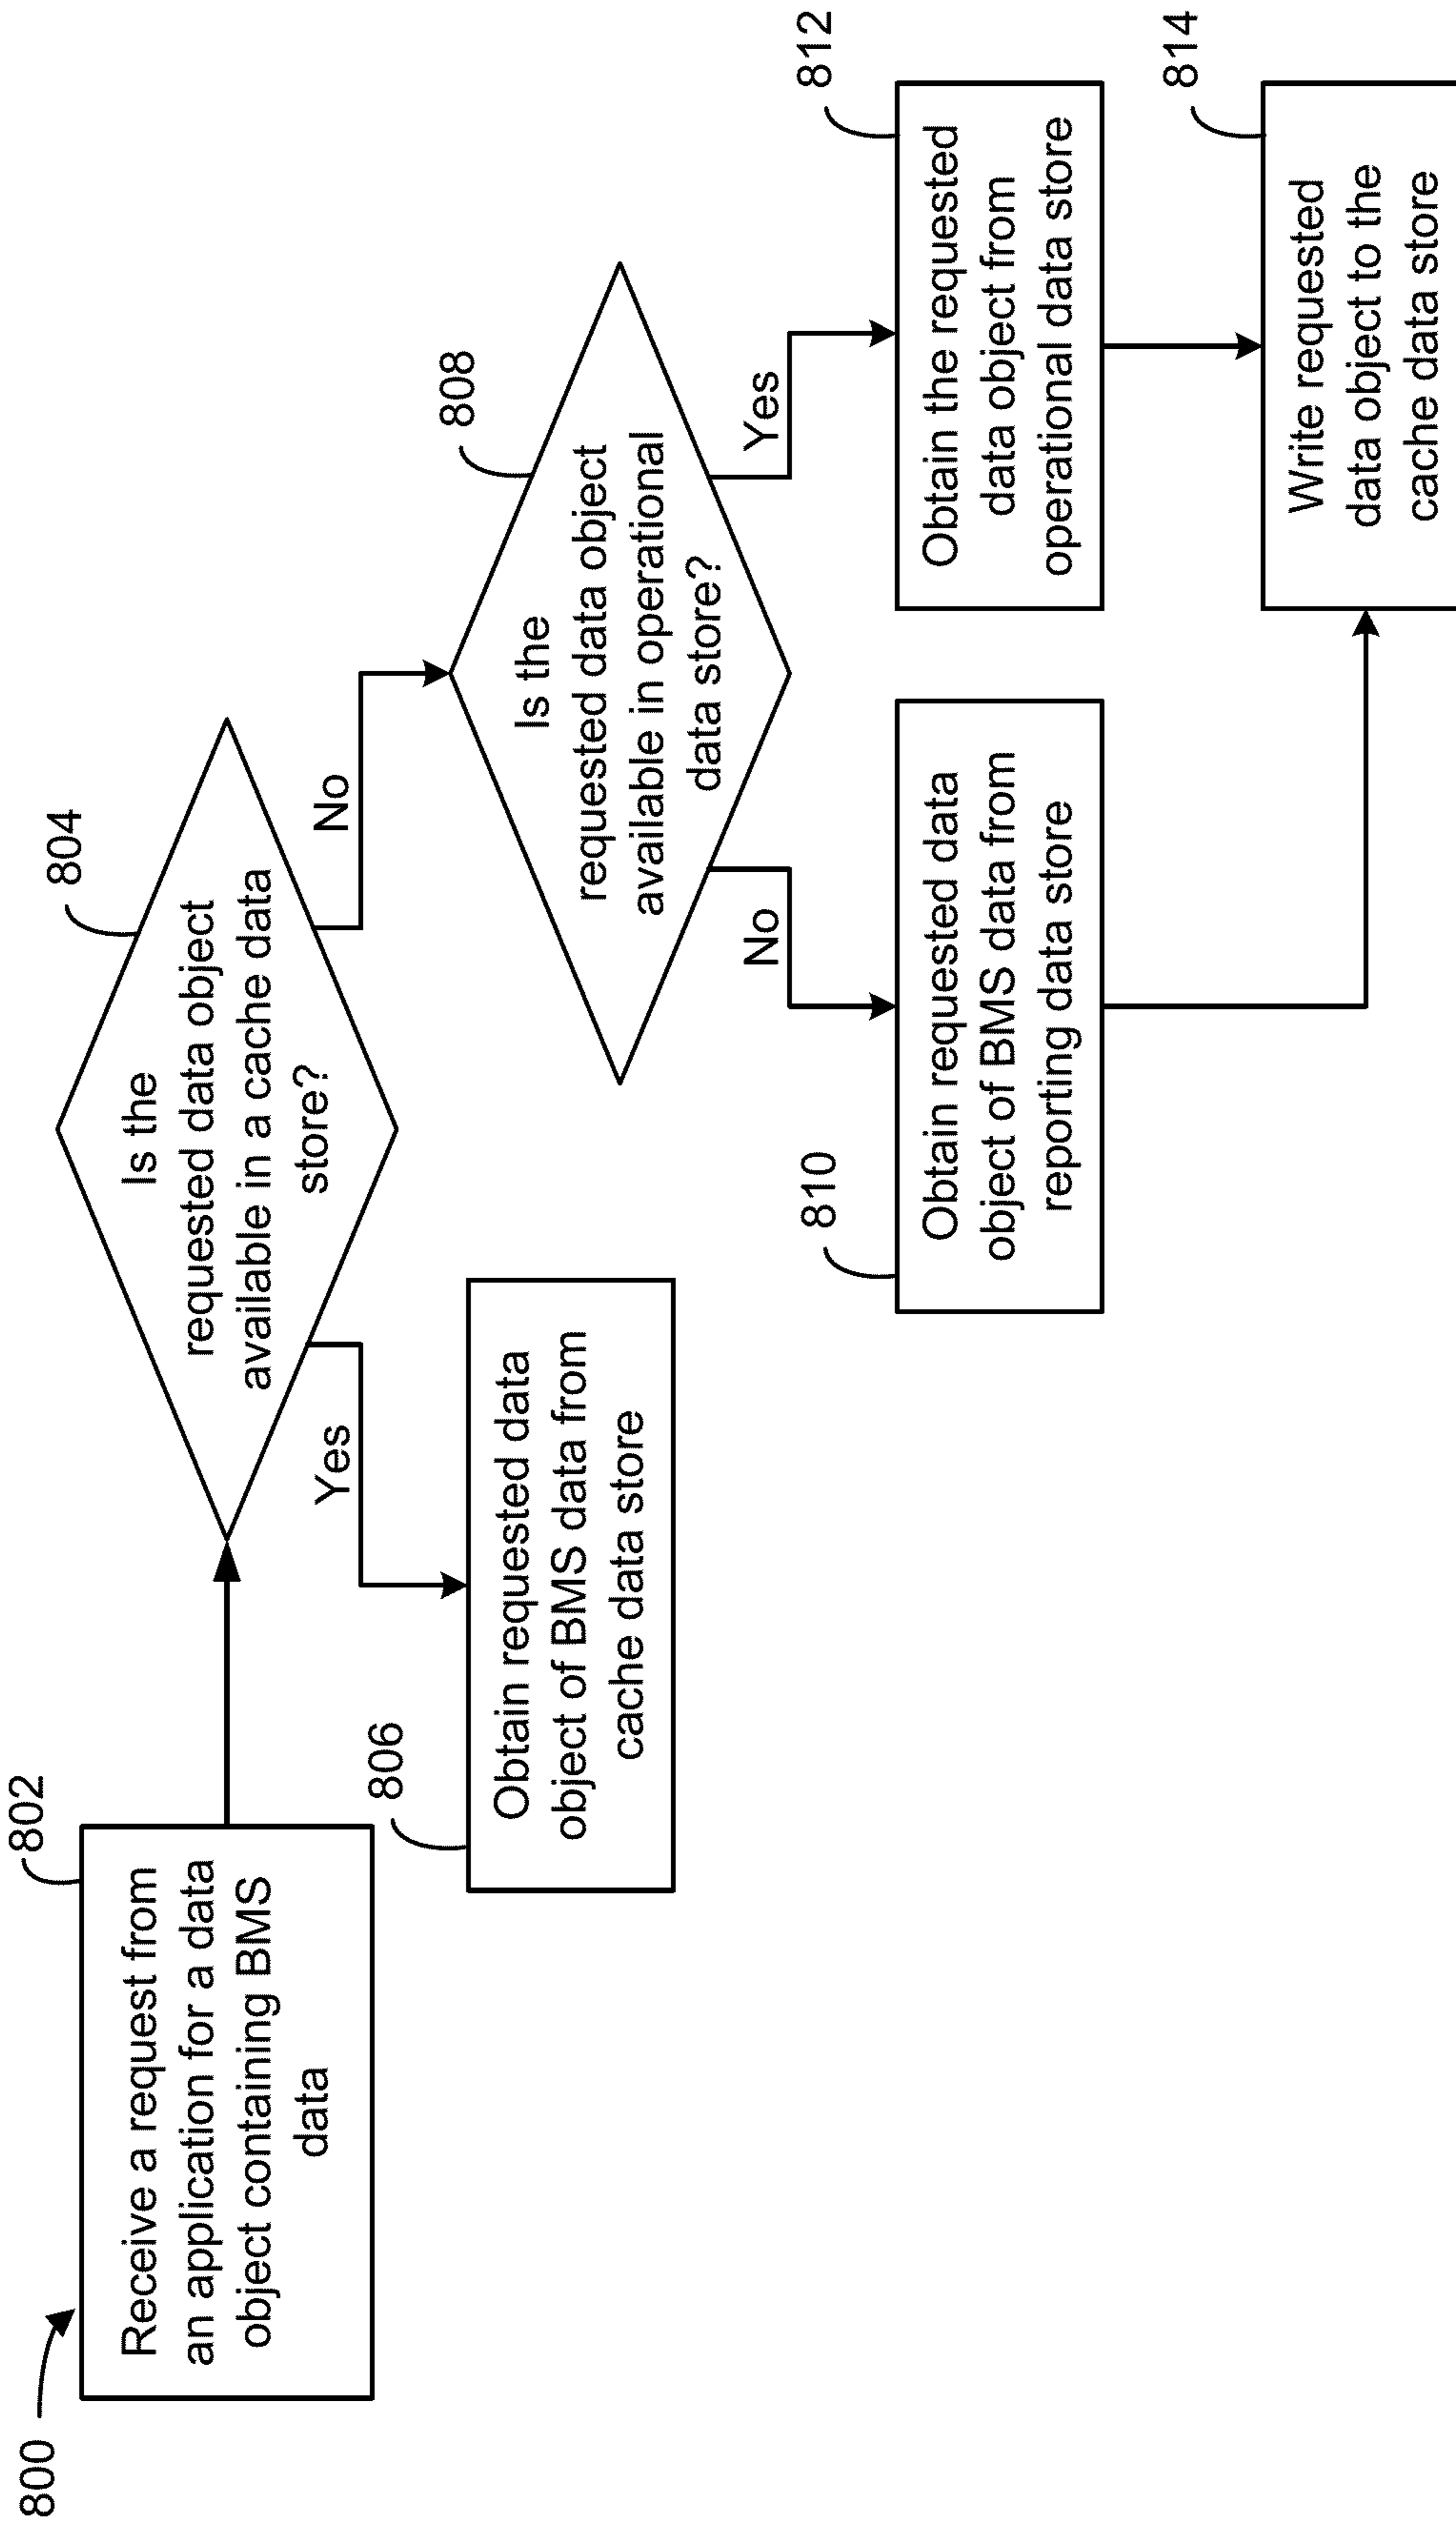 800
802
Receive a request from
an application for a data
object containing BMS
data
804
Is the
requested data object
available in a cache data
store?
Yes
No
806
Obtain requested data
object of BMS data from
cache data store
808
Is the
requested data object
available in operational
data store?
No
Yes
810
Obtain requested data
object of BMS data from
reporting data store
812
Obtain the requested
data object from
operational data store
814
Write requested
data object to the
cache data store